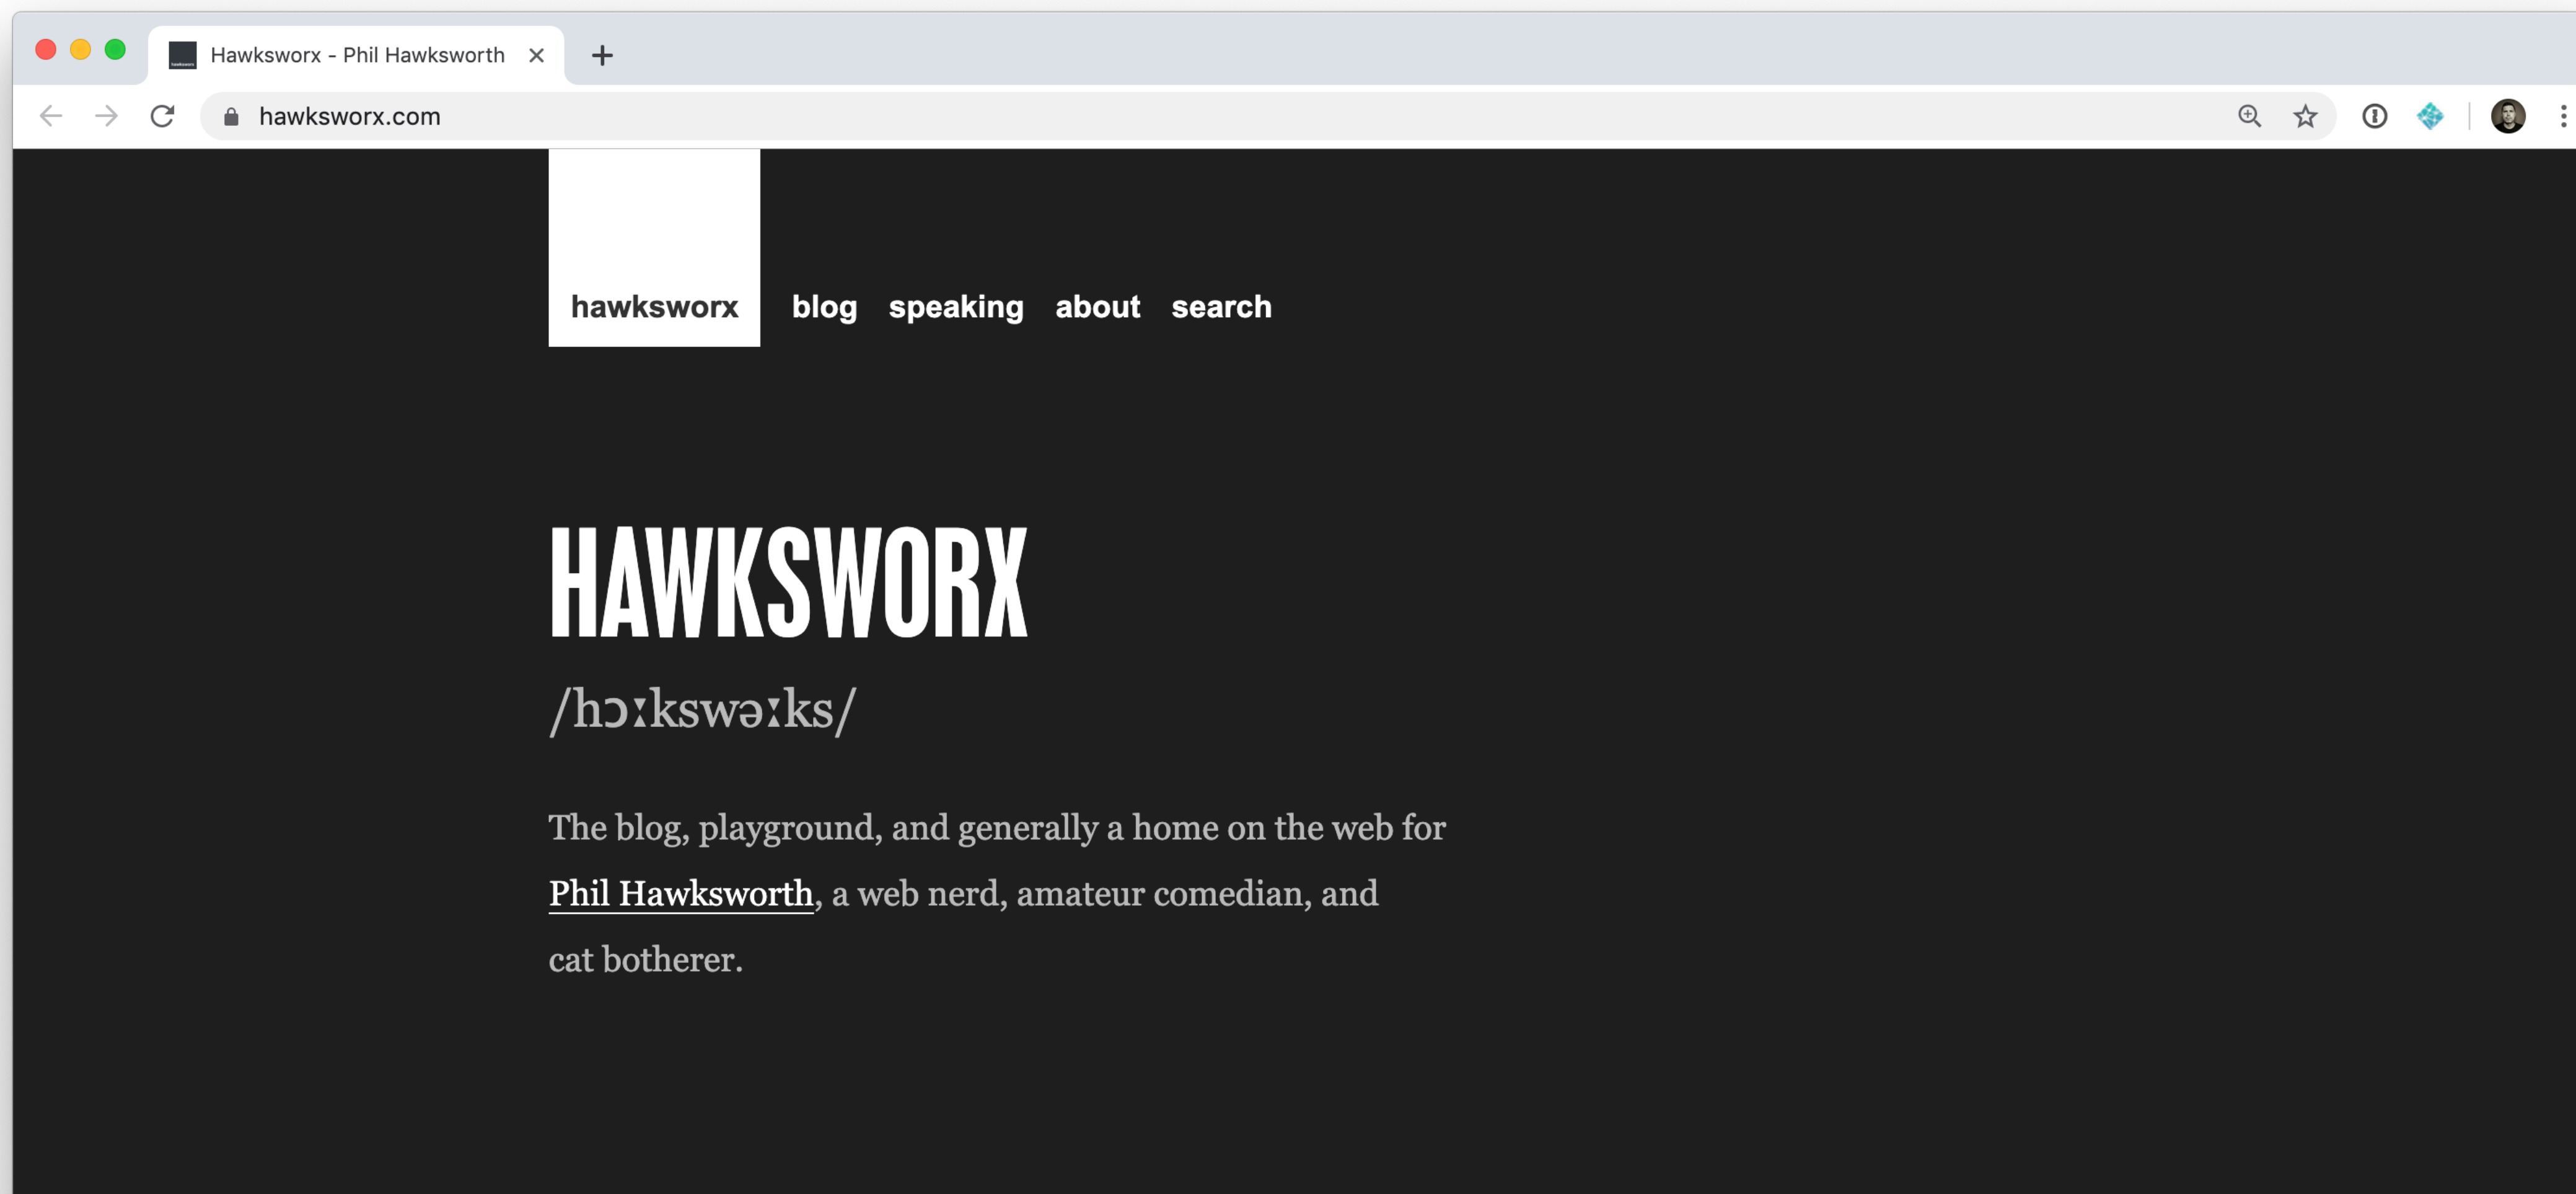 Hawksworx - Phil Hawksworth
hawksworx.com
hawksworx blog speaking about search
HAWKSWORX
/hɔːkswəːks/
The blog, playground, and generally a home on the web for
Phil Hawksworth, a web nerd, amateur comedian, and
cat botherer.